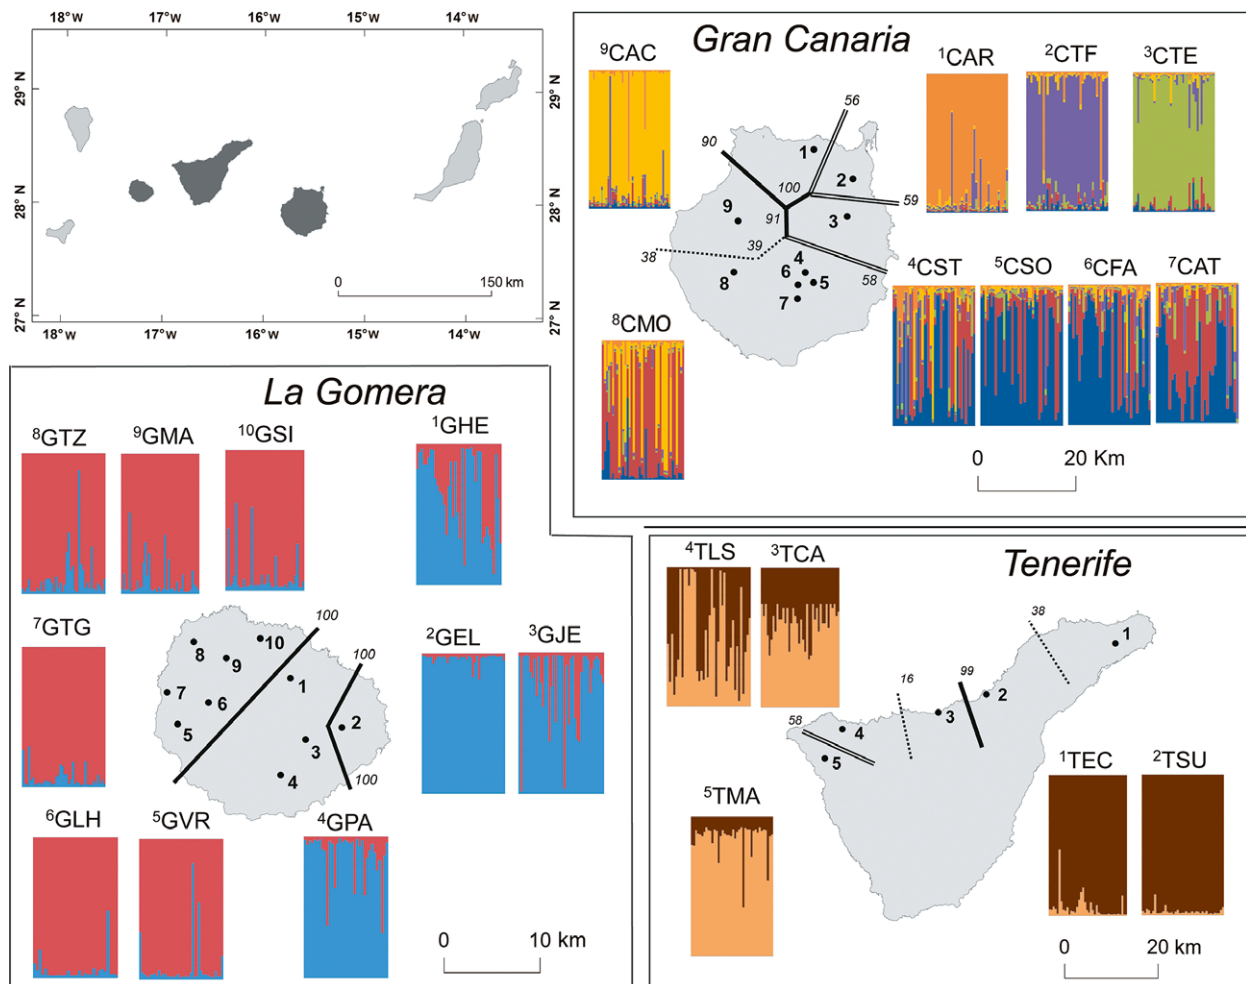 18°W 17°W 16°W 15°W 14°W
29° N 28° N 27° N
29° N 28° N 27° N
0 150 km
18°W 17°W 16°W 15°W 14°W
Gran Canaria
⁹CAC ¹CAR ²CTF ³CTE
56
90
1
100 2
59
9 91 3
38 39
4
6 5 58
8 7
⁴CST ⁵CSO ⁶CFA ⁷CAT
⁸CMO
0 20 Km
La Gomera
⁸GTZ ⁹GMA ¹⁰GSI ¹GHE
100
10
8 9 100
1
7 6
5 2
3
4 100
⁷GTG
²GEL ³GJE
⁶GLH ⁵GVR ⁴GPA
0 10 km
Tenerife
⁴TLS ³TCA
38
1
16 99
2
3
58 4
5
⁵TMA
¹TEC ²TSU
0 20 km